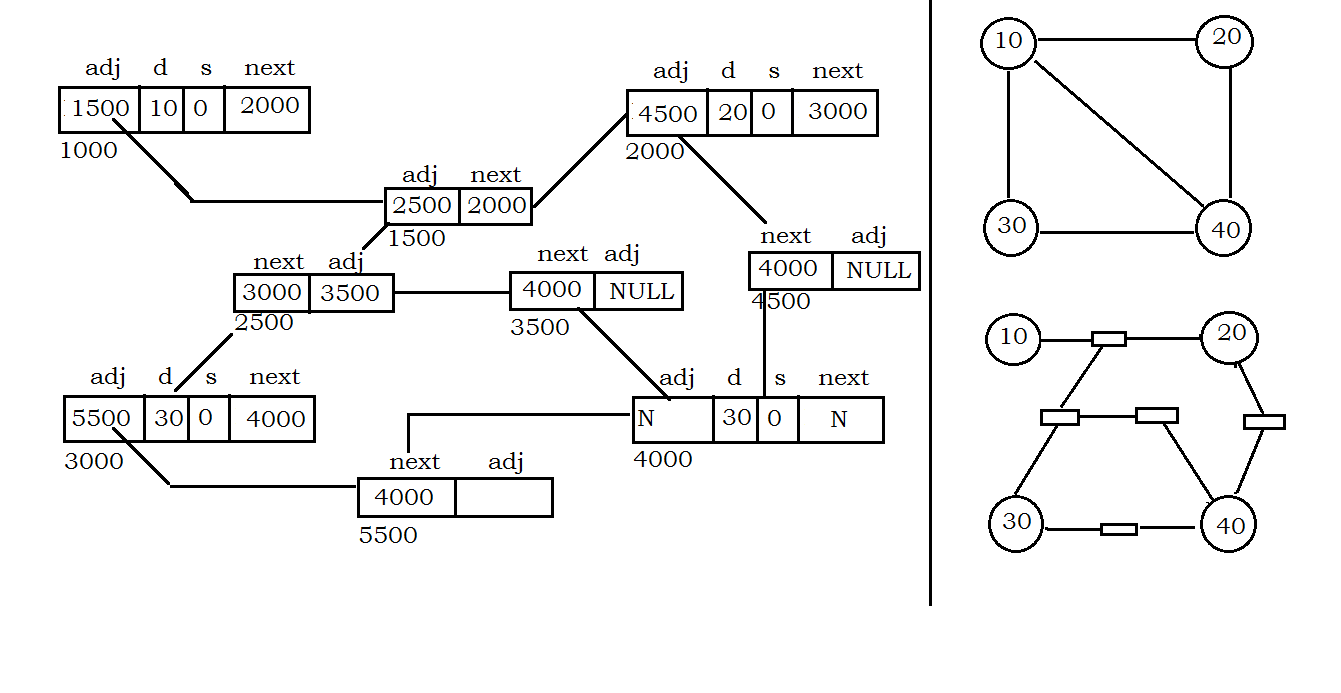 adj d s next
1500 10 0 2000
1000
adj d s next
4500 20 0 3000
2000
adj next
2500 2000
1500
next adj
3000 3500
2500
next adj
4000 NULL
3500
next adj
4000 NULL
4500
adj d s next
5500 30 0 4000
3000
adj d s next
N 30 0 N
4000
next adj
4000
5500
10 20
30 40
10 20
30 40